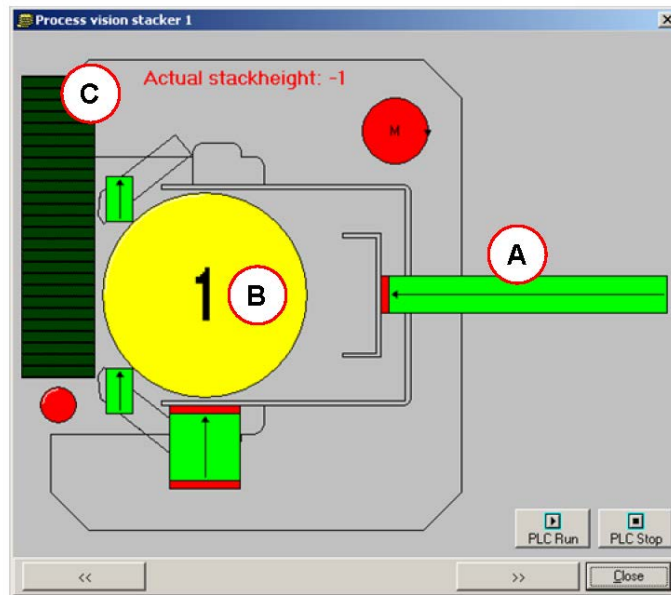 Process vision stacker 1
C
Actual stackheight: -1
M
A
1
B
PLC Run
PLC Stop
<<
>>
Close